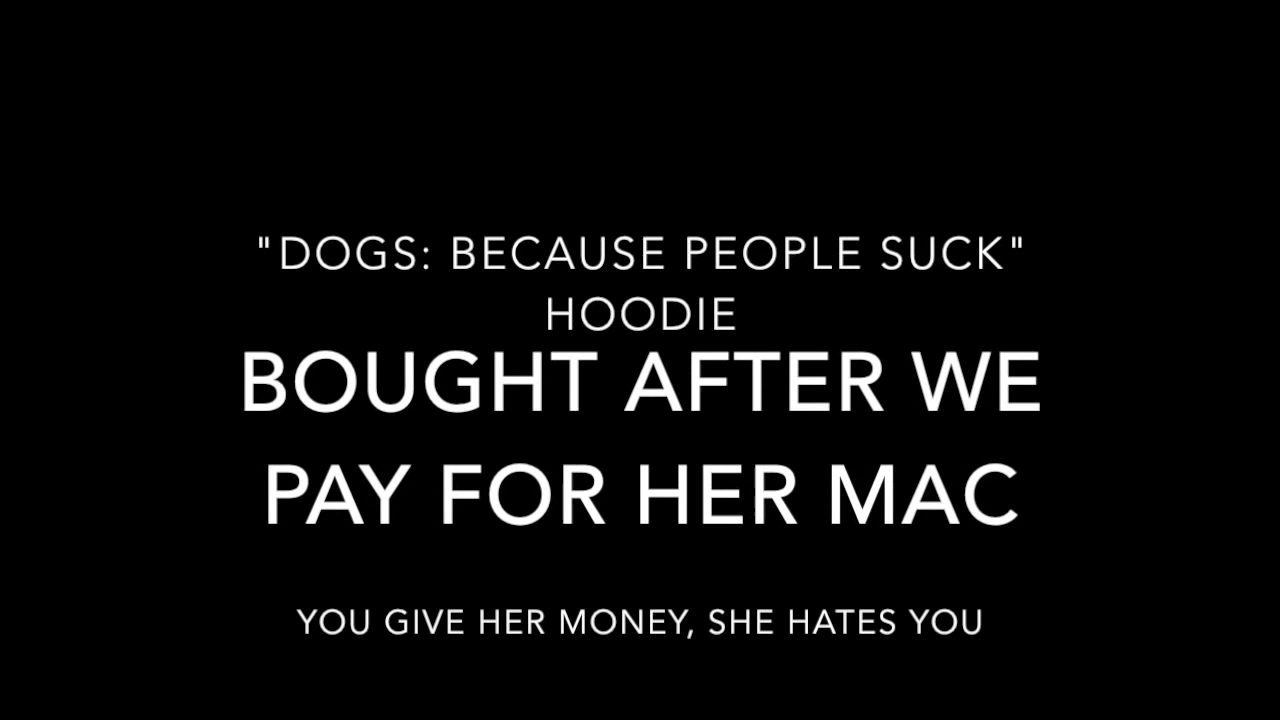 "DOGS: BECAUSE PEOPLE SUCK"
HOODIE
BOUGHT AFTER WE
PAY FOR HER MAC
YOU GIVE HER MONEY, SHE HATES YOU